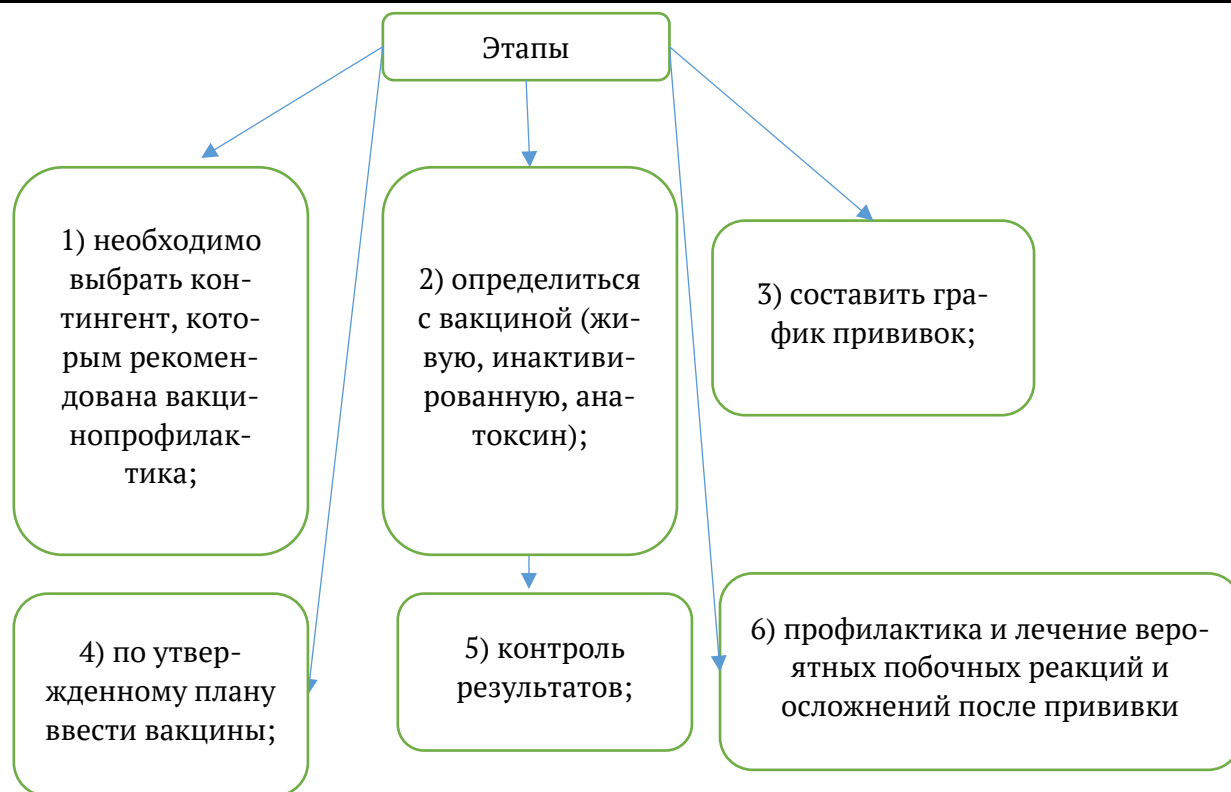 Этапы
1) необходимо
выбрать кон-
тингент, кото-
рым рекомен-
дована вакци-
нопрофилак-
тика;
2) определиться
с вакциной (жи-
вую, инактиви-
рованную, ана-
токсин);
3) составить гра-
фик прививок;
4) по утвер-
жденному плану
ввести вакцины;
5) контроль
результатов;
6) профилактика и лечение веро-
ятных побочных реакций и
осложнений после прививки